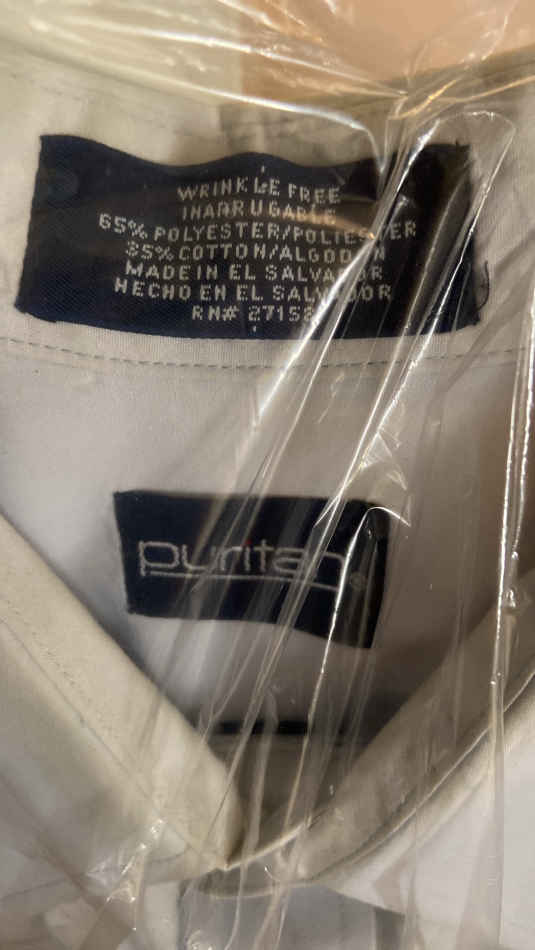 WRINKLE FREE
INARRUGABLE
65% POLYESTER/POLIESTER
35% COTTON/ALGODON
MADE IN EL SALVADOR
HECHO EN EL SALVADOR
RN#
puritan®